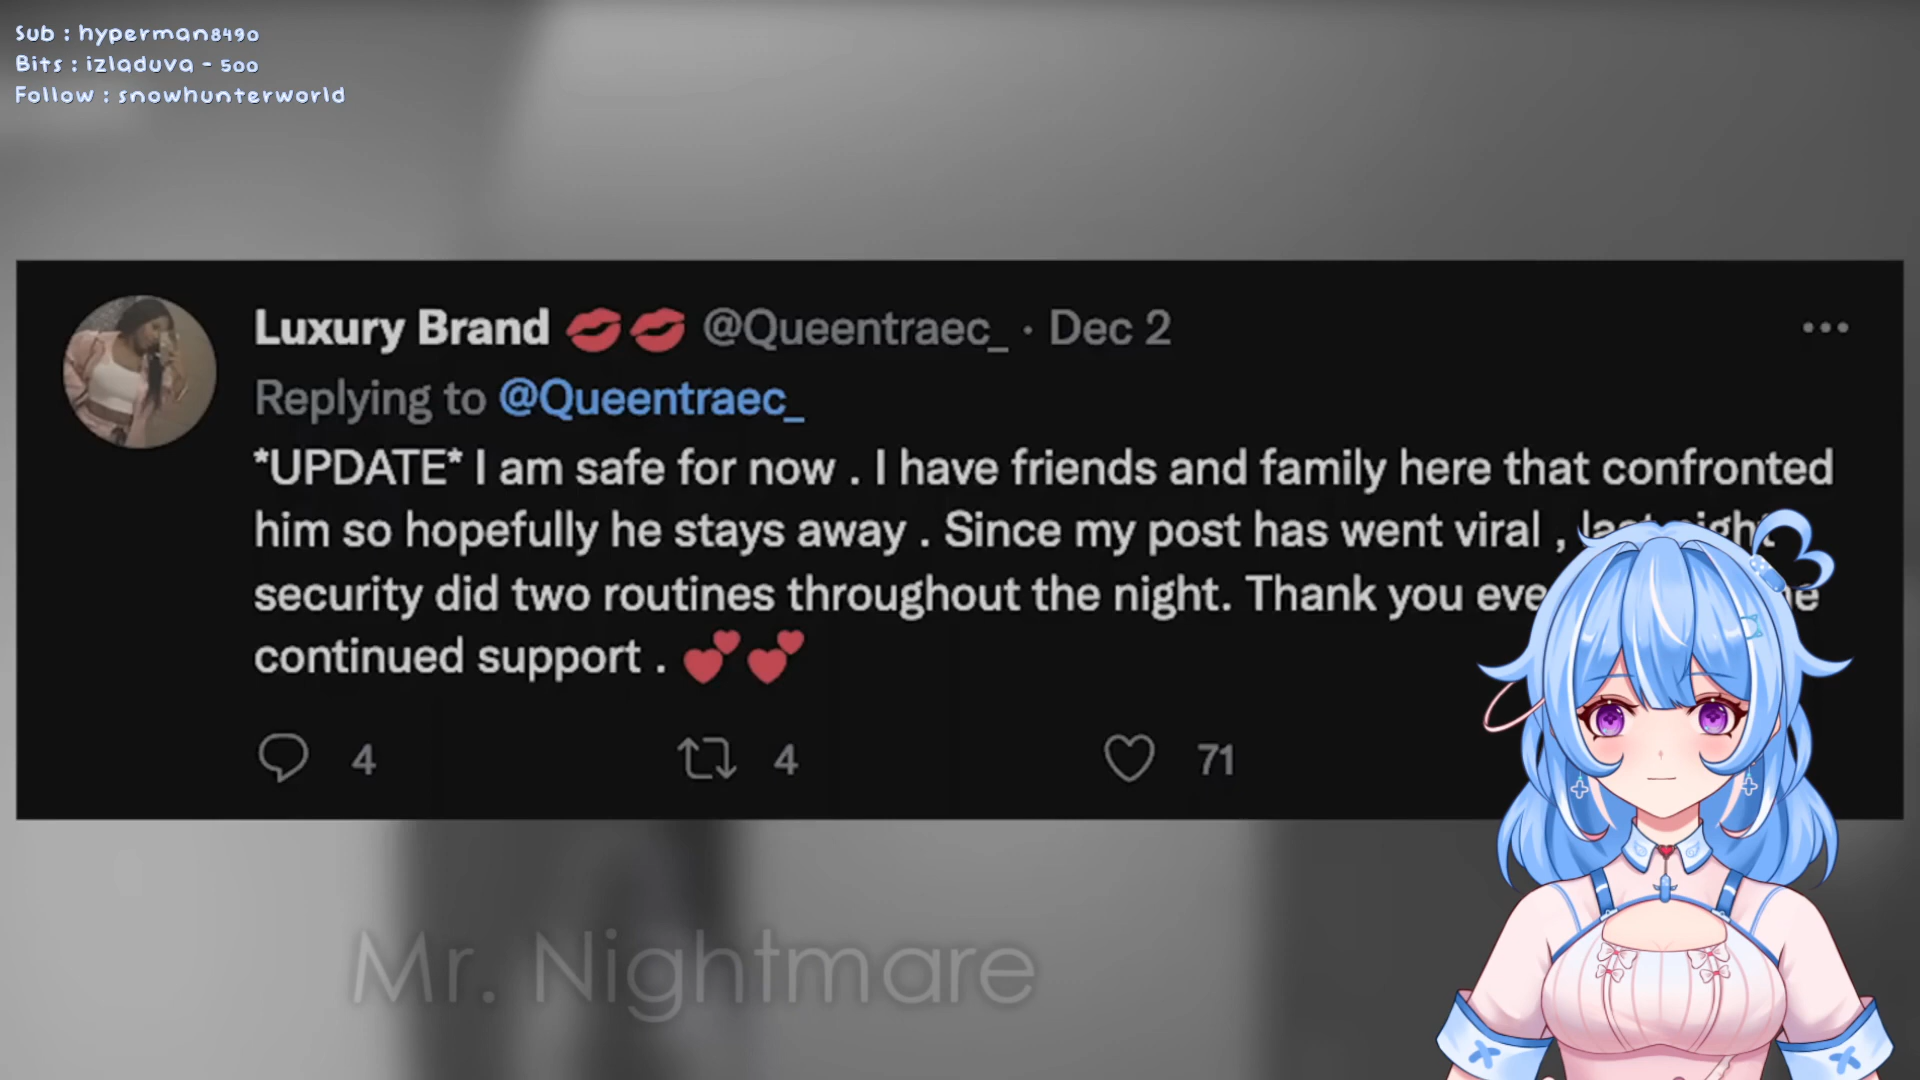 Sub : hyperman8490
Bits : izladuva - 500
Follow : snowhunterworld
Luxury Brand 💋💋 @Queentraec_ · Dec 2
Replying to @Queentraec_
*UPDATE* I am safe for now . I have friends and family here that confronted
him so hopefully he stays away . Since my post has went viral , last night
security did two routines throughout the night. Thank you
continued support . 💕💕
4 4 71
Mr. Nightmare